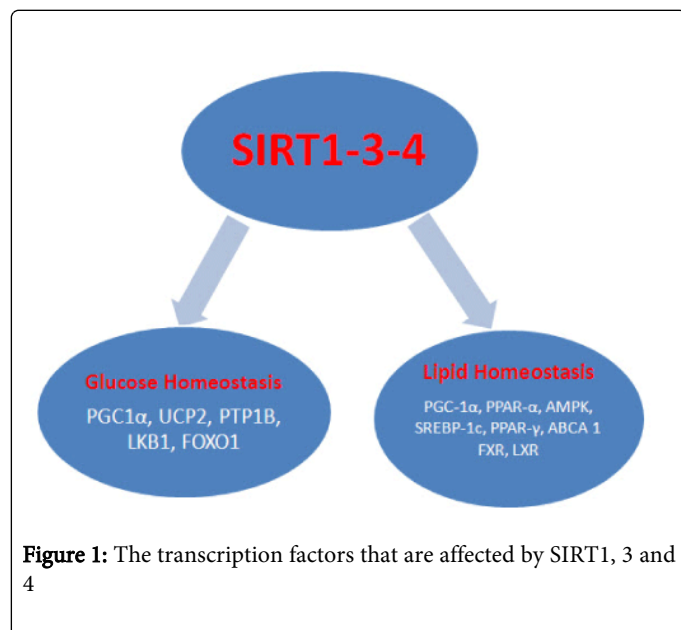 SIRT1-3-4
Glucose Homeostasis
PGC1α, UCP2, PTP1B,
LKB1, FOXO1
Lipid Homeostasis
PGC-1α, PPAR-α, AMPK,
SREBP-1c, PPAR-γ, ABCA 1
FXR, LXR
Figure 1: The transcription factors that are affected by SIRT1, 3 and
4